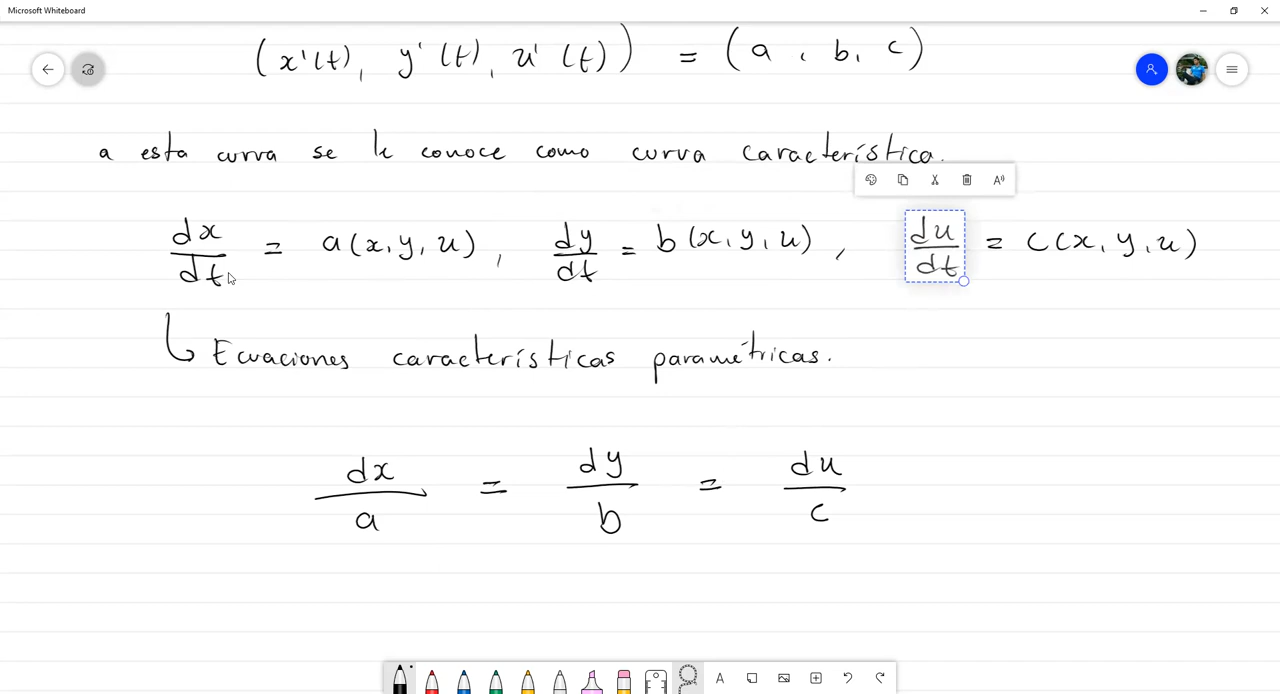 Microsoft Whiteboard
(x'(t), y'(t), u'(t)) = (a, b, c)
a esta curva se le conoce como curva característica.
dx/dt = a(x,y,u), dy/dt = b(x,y,u), du/dt = c(x,y,u)
Ecuaciones características paramétricas.
dx/a = dy/b = du/c